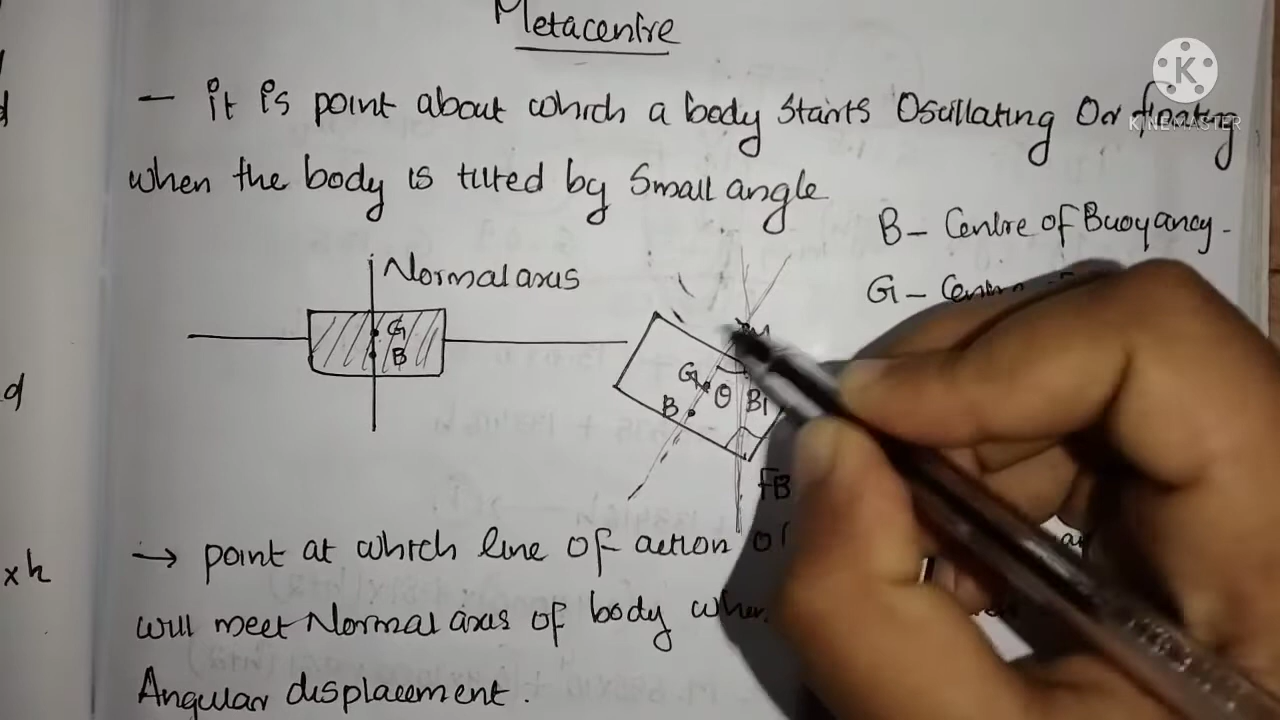 Metacentre
- it is point about which a body Starts Oscillating Or floating
when the body is tilted by Small angle
B- Centre of Buoyancy.
G-
Normal axis
G
B
G
θ
B
B1
FB
→ point at which line of action
will meet Normal axis of body
Angular displacement.
d
d
xh
K
KINEMASTER